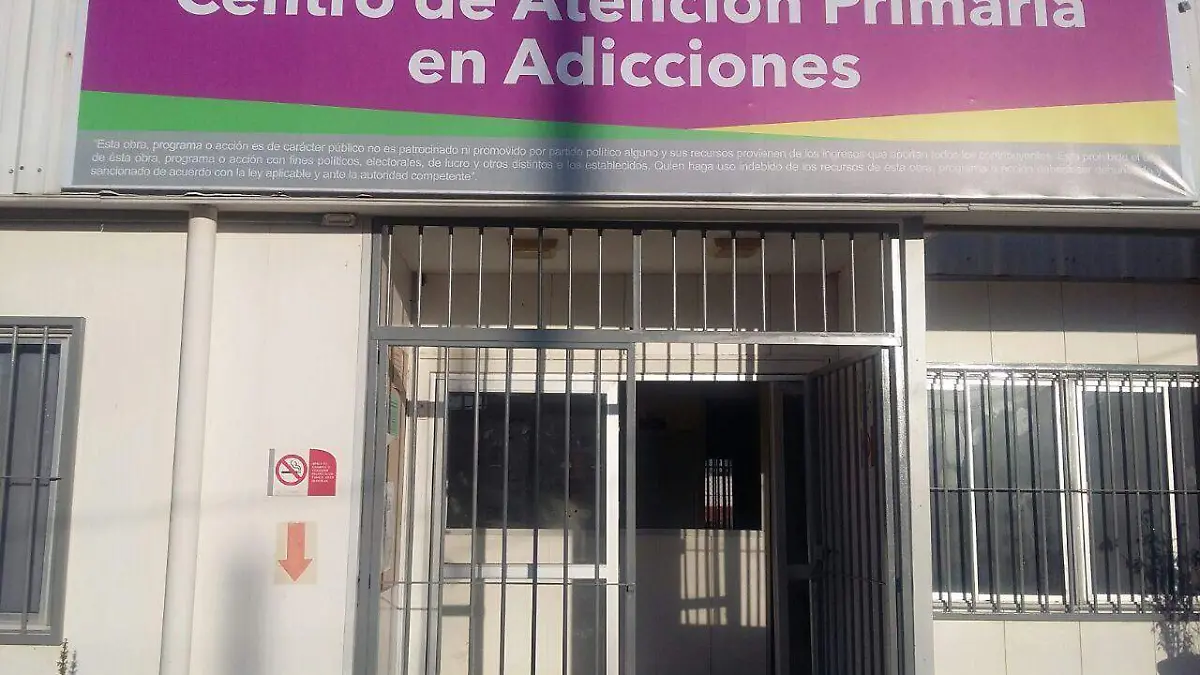 Centro de Atención Primaria
en Adicciones
"Esta obra, programa o acción es de carácter público no es patrocinado ni promovido por partido político alguno y sus recursos provienen de los ingresos que aportan todos los contribuyentes. Está prohibido el uso
de ésta obra, programa o acción con fines políticos, electorales, de lucro y otros distintos a los establecidos. Quien haga uso indebido de los recursos de esta obra, programa o acción deberá ser denunciado y
sancionado de acuerdo con la ley aplicable y ante la autoridad competente".